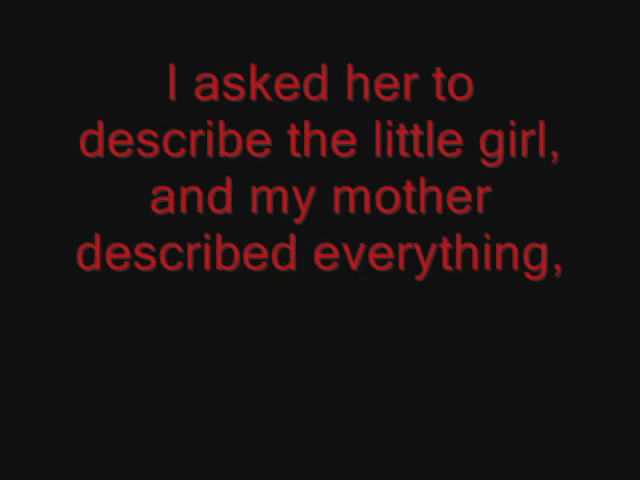 I asked her to
describe the little girl,
and my mother
described everything,